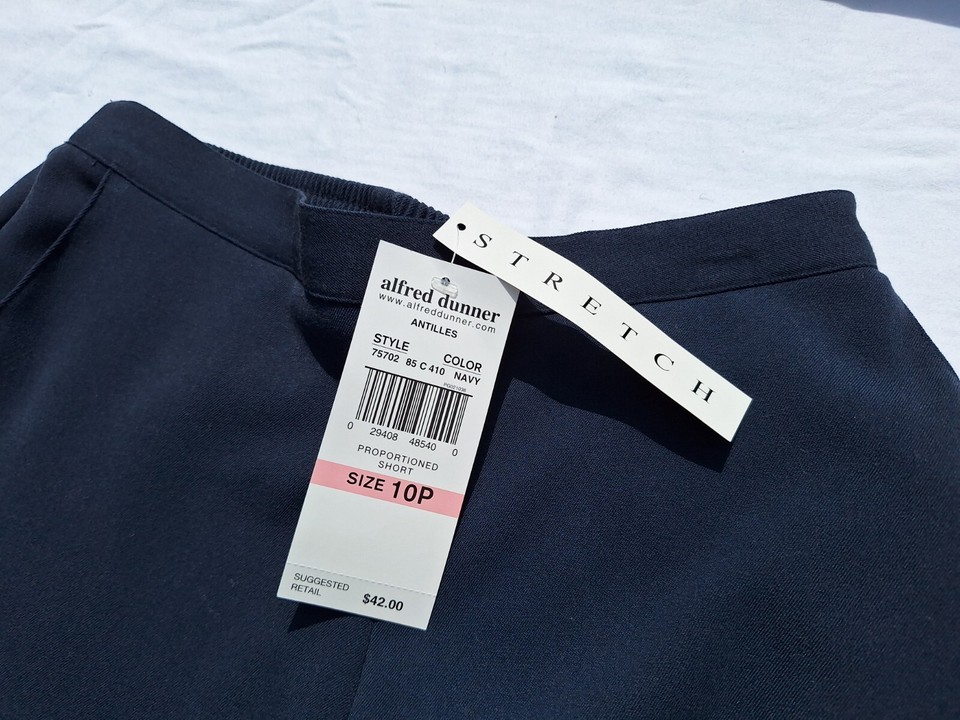 alfred dunner
www.alfreddunner.com
ANTILLES
STYLE COLOR
75702 85 C 410 NAVY
0 29408 48540 0
PROPORTIONED
SHORT
SIZE 10P
SUGGESTED
RETAIL $42.00
STRETCH